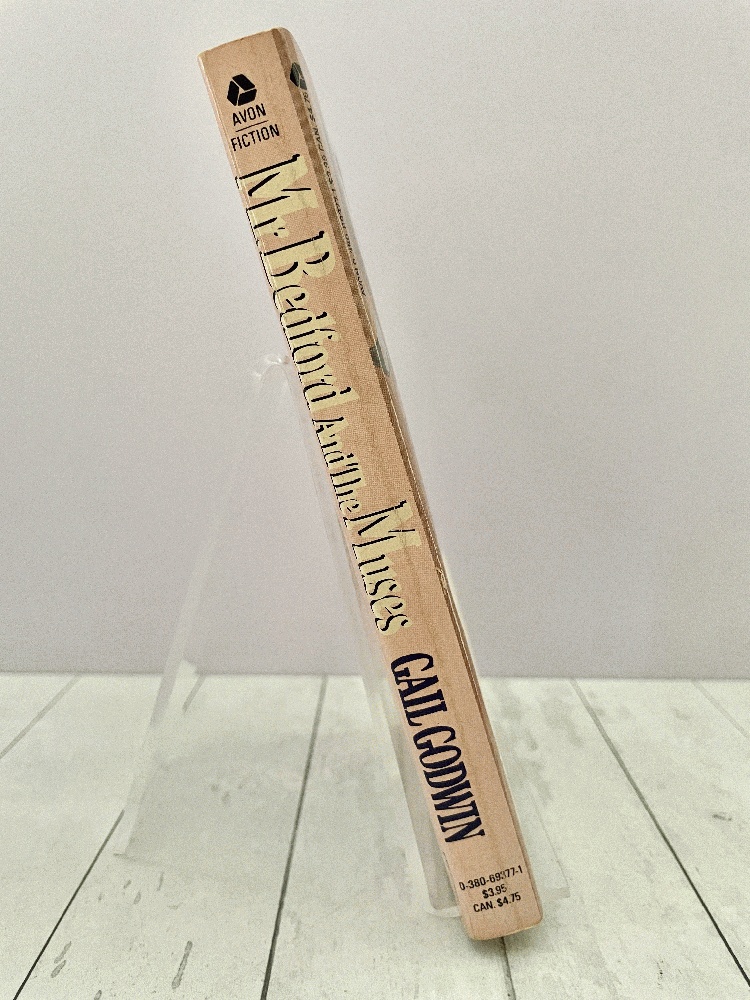 AVON
FICTION
Mr. Bedford And The Muses
GAIL GODWIN
0-380-69377-1
$3.95
CAN. $4.75